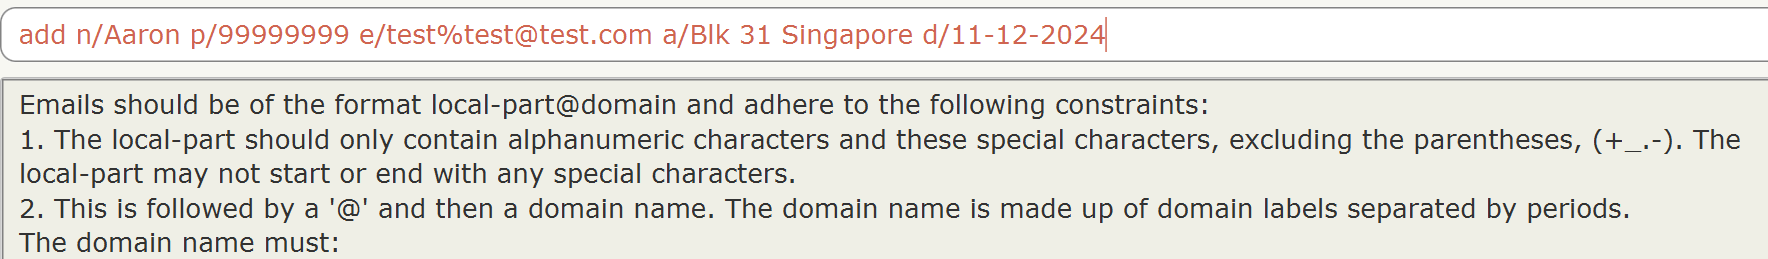 add n/Aaron p/99999999 e/test%test@test.com a/Blk 31 Singapore d/11-12-2024
Emails should be of the format local-part@domain and adhere to the following constraints:
1. The local-part should only contain alphanumeric characters and these special characters, excluding the parentheses, (+_.-). The
local-part may not start or end with any special characters.
2. This is followed by a '@' and then a domain name. The domain name is made up of domain labels separated by periods.
The domain name must: